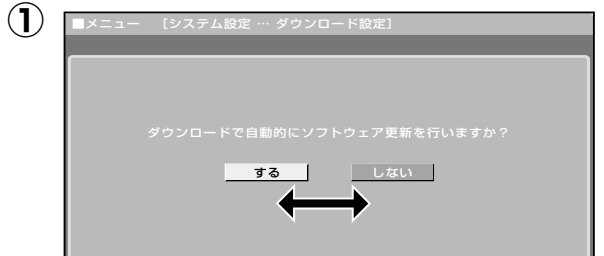 ①
■メニュー [システム設定 … ダウンロード設定]
ダウンロードで自動的にソフトウェア更新を行いますか？
する
しない